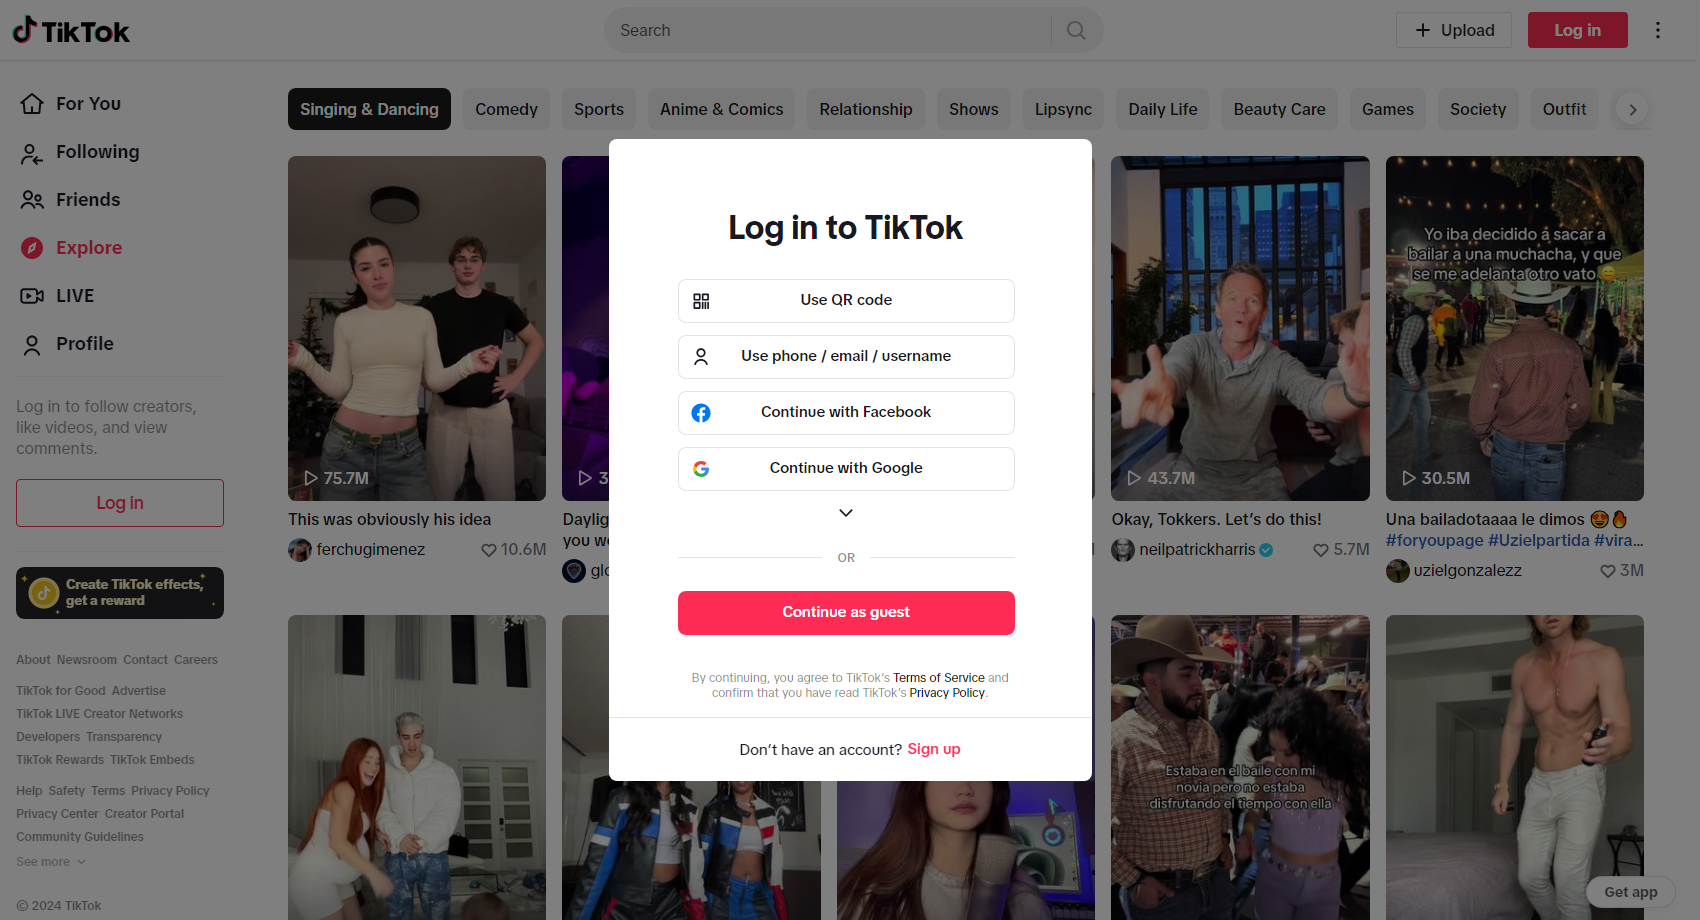 TikTok
Search
Upload
Log in
For You
Following
Friends
Explore
LIVE
Profile
Log in to follow creators,
like videos, and view
comments.
Log in
Create TikTok effects,
get a reward
About Newsroom Contact Careers
TikTok for Good Advertise
TikTok LIVE Creator Networks
Developers Transparency
TikTok Rewards TikTok Embeds
Help Safety Terms Privacy Policy
Privacy Center Creator Portal
Community Guidelines
See more
© 2024 TikTok
Singing & Dancing
Comedy
Sports
Anime & Comics
Relationship
Shows
Lipsync
Daily Life
Beauty Care
Games
Society
Outfit
75.7M
This was obviously his idea
ferchugimenez
10.6M
you
43.7M
Okay, Tokkers. Let's do this!
neilpatrickharris
5.7M
Yo iba decidido a sacar a
bailar a una muchacha, y que
se me adelanta otro vato
30.5M
Una bailadotaaaa le dimos 😍🔥
#foryoupage #Uzielpartida #vira...
uzielgonzalezz
3M
Log in to TikTok
Use QR code
Use phone / email / username
Continue with Facebook
Continue with Google
OR
Continue as guest
By continuing, you agree to TikTok's Terms of Service and
confirm that you have read TikTok's Privacy Policy.
Don't have an account? Sign up
Estaba en el baile con mi
novia pero no estaba
disfrutando el tiempo con ella
Get app